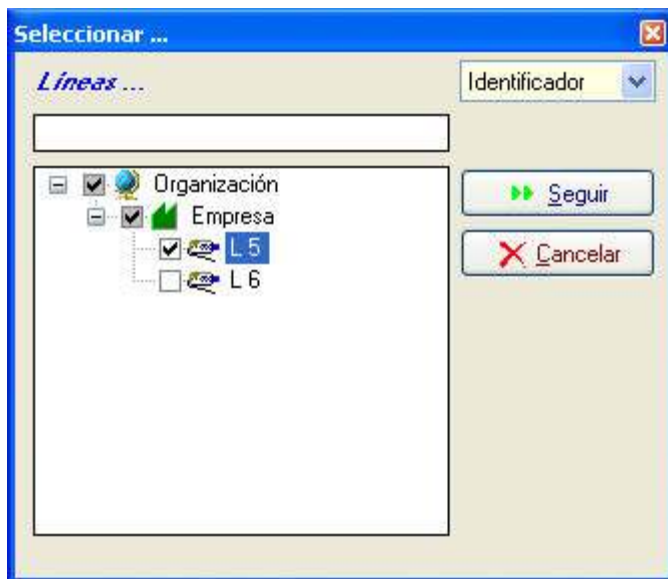 Seleccionar ...
Líneas ...
Identificador
Organización
Empresa
L 5
L 6
Seguir
Cancelar